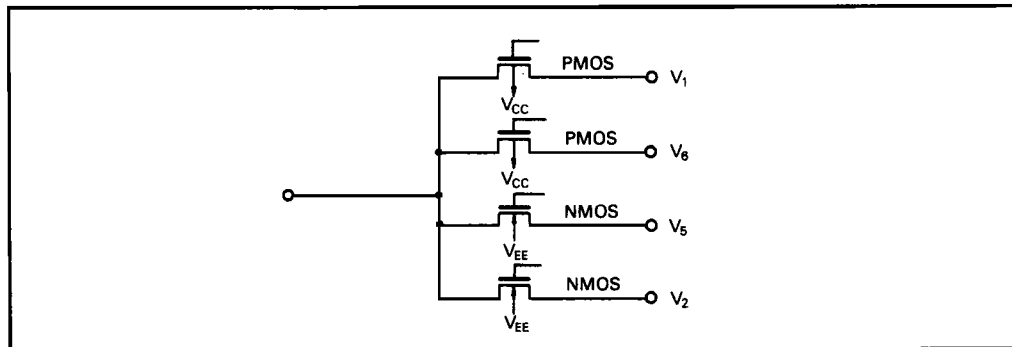 PMOS V1
VCC
PMOS V6
VCC
NMOS V5
VEE
NMOS V2
VEE